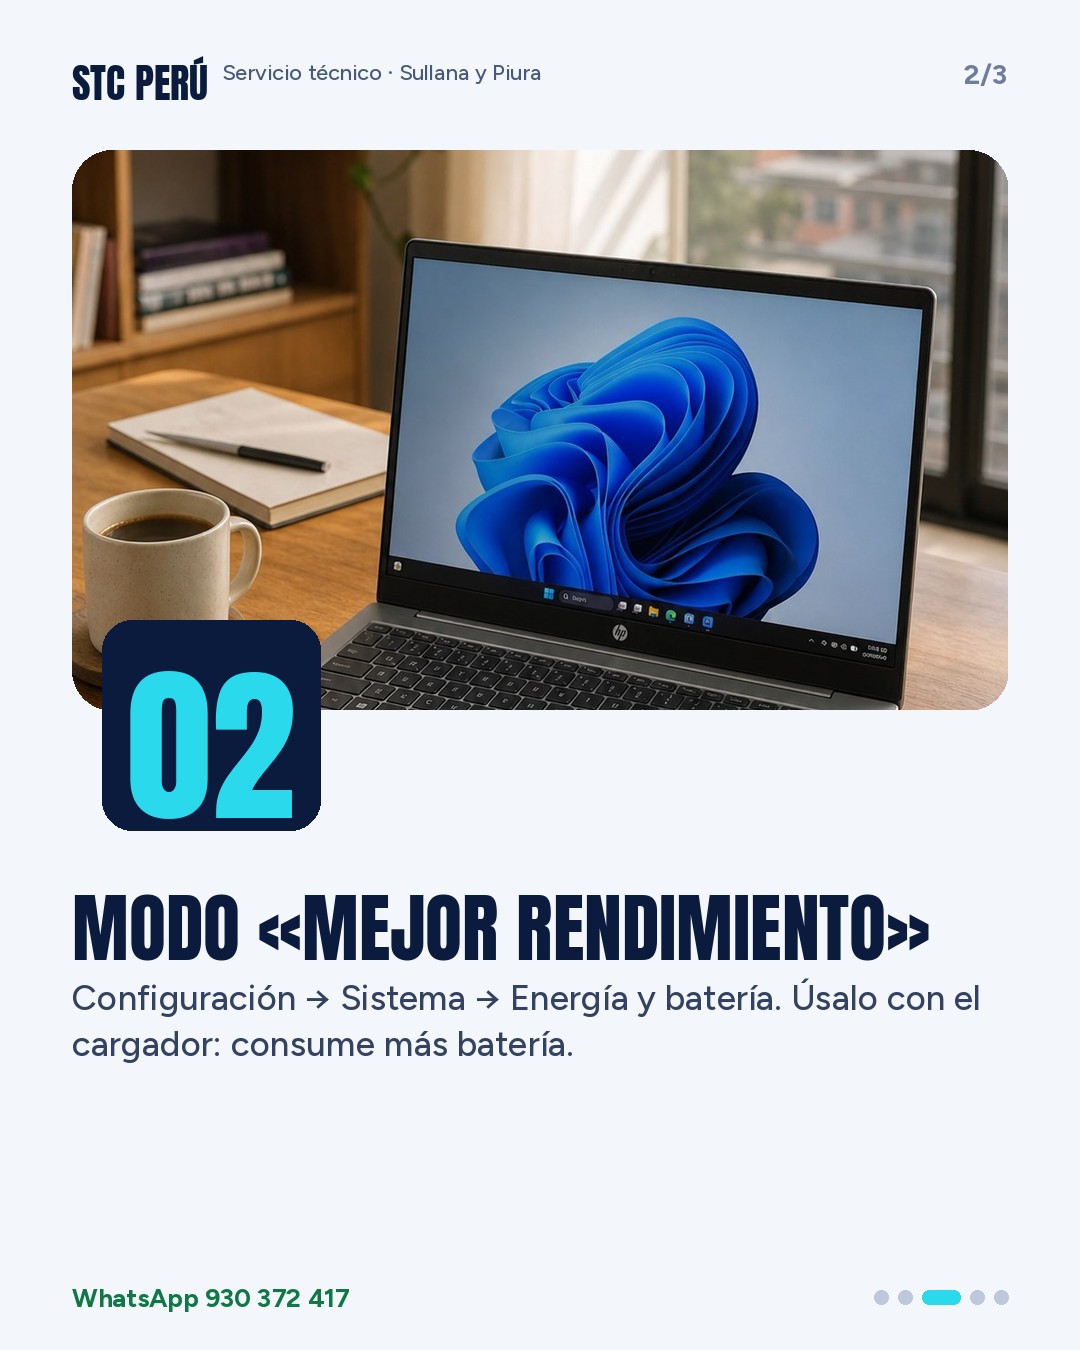 STC PERÚ Servicio técnico · Sullana y Piura
2/3
hp
02
MODO «MEJOR RENDIMIENTO»
Configuración → Sistema → Energía y batería. Úsalo con el
cargador: consume más batería.
WhatsApp 930 372 417